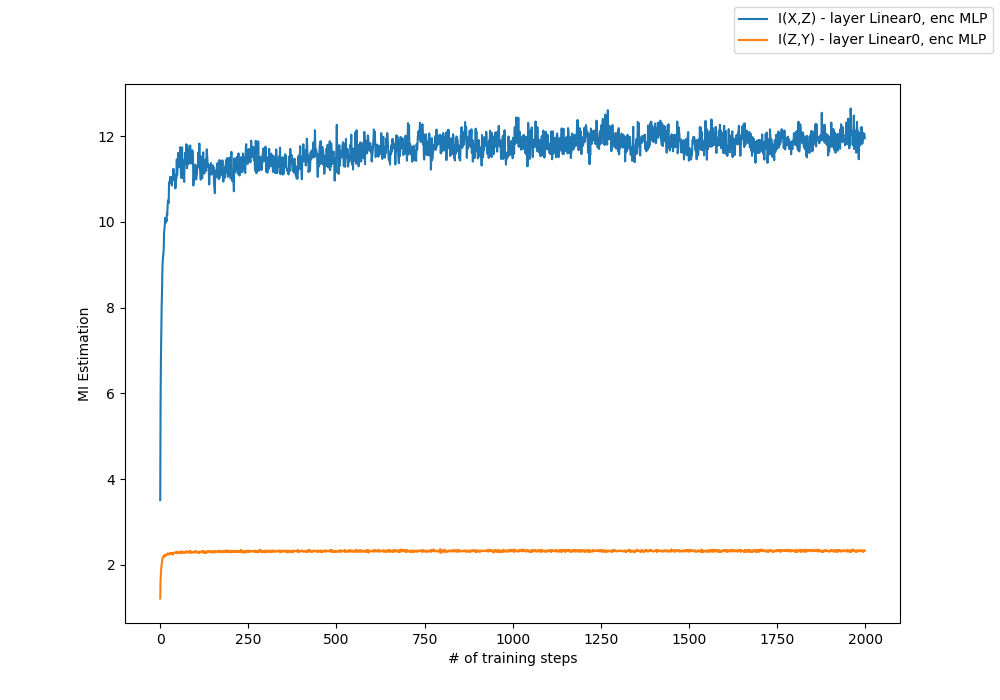 I(X,Z) - layer Linear0, enc MLP
I(Z,Y) - layer Linear0, enc MLP
12
10
8
6
4
2
MI Estimation
0 250 500 750 1000 1250 1500 1750 2000
# of training steps